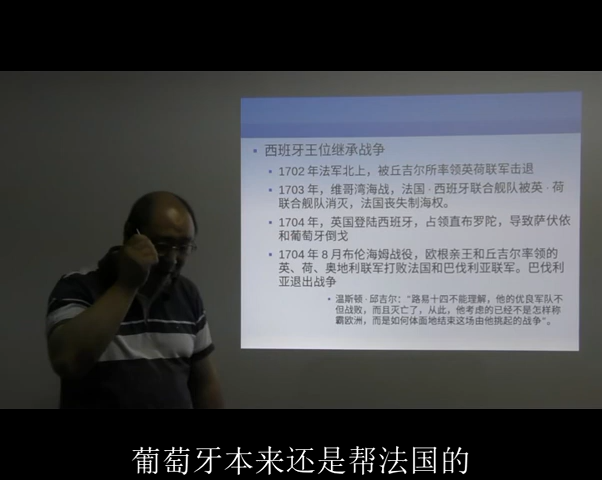 西班牙王位继承战争
1702 年法军北上，被丘吉尔所率领英荷联军击退
1703 年，维哥湾海战，法国 · 西班牙联合舰队被英 · 荷
联合舰队消灭，法国丧失制海权。
1704 年，英国登陆西班牙，占领直布罗陀，导致萨伏依
和葡萄牙倒戈
1704 年 8 月布伦海姆战役，欧根亲王和丘吉尔率领的
英、荷、奥地利联军打败法国和巴伐利亚联军。巴伐利
亚退出战争
温斯顿 · 邱吉尔：“路易十四不能理解，他的优良军队不
但战败，而且灭亡了，从此，他考虑的已经不是怎样称
霸欧洲，而是如何体面地结束这场由他挑起的战争”。
葡萄牙本来还是帮法国的